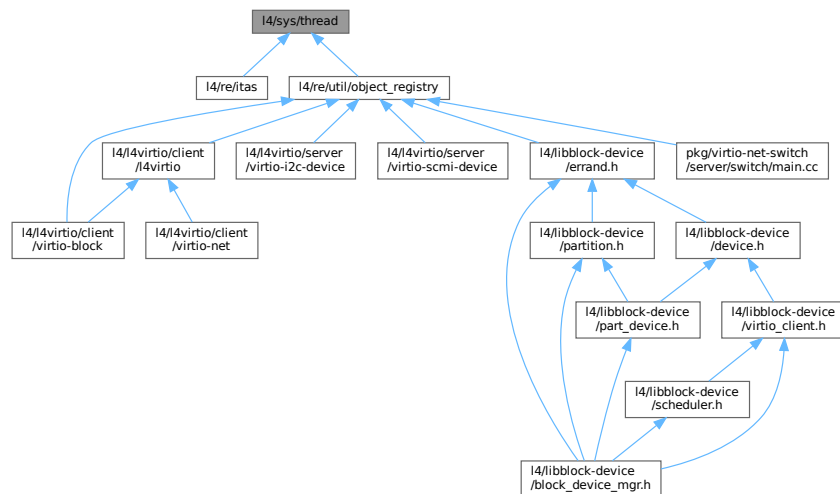 l4/sys/thread
l4/re/itas
l4/re/util/object_registry
l4/l4virtio/client
/l4virtio
l4/l4virtio/server
/virtio-i2c-device
l4/l4virtio/server
/virtio-scmi-device
l4/libblock-device
/errand.h
pkg/virtio-net-switch
/server/switch/main.cc
l4/l4virtio/client
/virtio-block
l4/l4virtio/client
/virtio-net
l4/libblock-device
/partition.h
l4/libblock-device
/device.h
l4/libblock-device
/part_device.h
l4/libblock-device
/virtio_client.h
l4/libblock-device
/scheduler.h
l4/libblock-device
/block_device_mgr.h